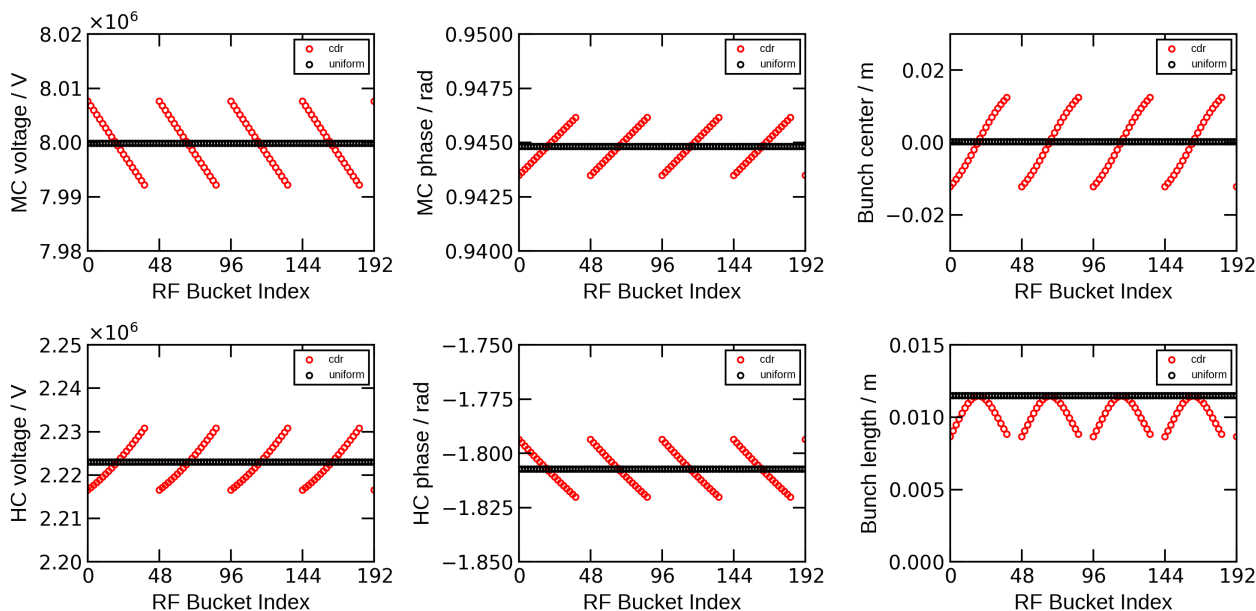 ×10⁶
8.02
8.01
8.00
7.99
7.98
MC voltage / V
cdr
uniform
0 48 96 144 192
RF Bucket Index
0.9500
0.9475
0.9450
0.9425
0.9400
MC phase / rad
cdr
uniform
0 48 96 144 192
RF Bucket Index
0.02
0.00
−0.02
Bunch center / m
cdr
uniform
0 48 96 144 192
RF Bucket Index
×10⁶
2.25
2.24
2.23
2.22
2.21
2.20
HC voltage / V
cdr
uniform
0 48 96 144 192
RF Bucket Index
−1.750
−1.775
−1.800
−1.825
−1.850
HC phase / rad
cdr
uniform
0 48 96 144 192
RF Bucket Index
0.015
0.010
0.005
0.000
Bunch length / m
cdr
uniform
0 48 96 144 192
RF Bucket Index